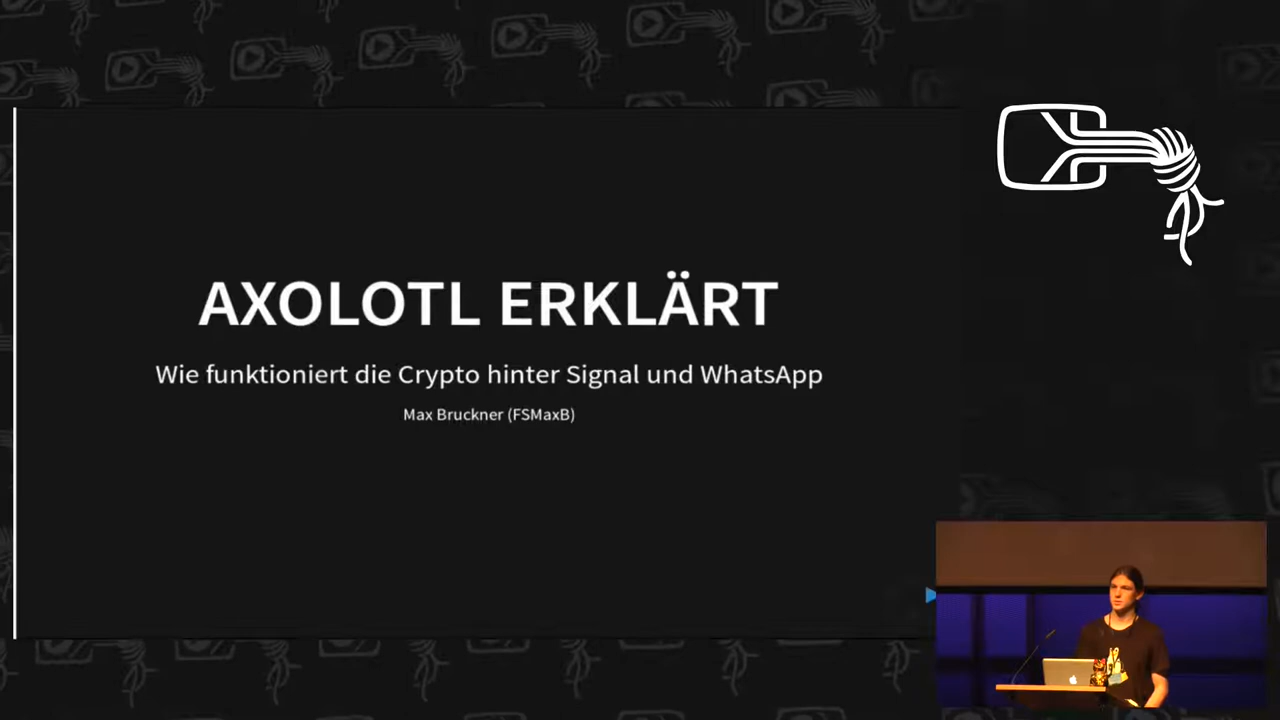 AXOLOTL ERKLÄRT
Wie funktioniert die Crypto hinter Signal und WhatsApp
Max Bruckner (FSMaxB)